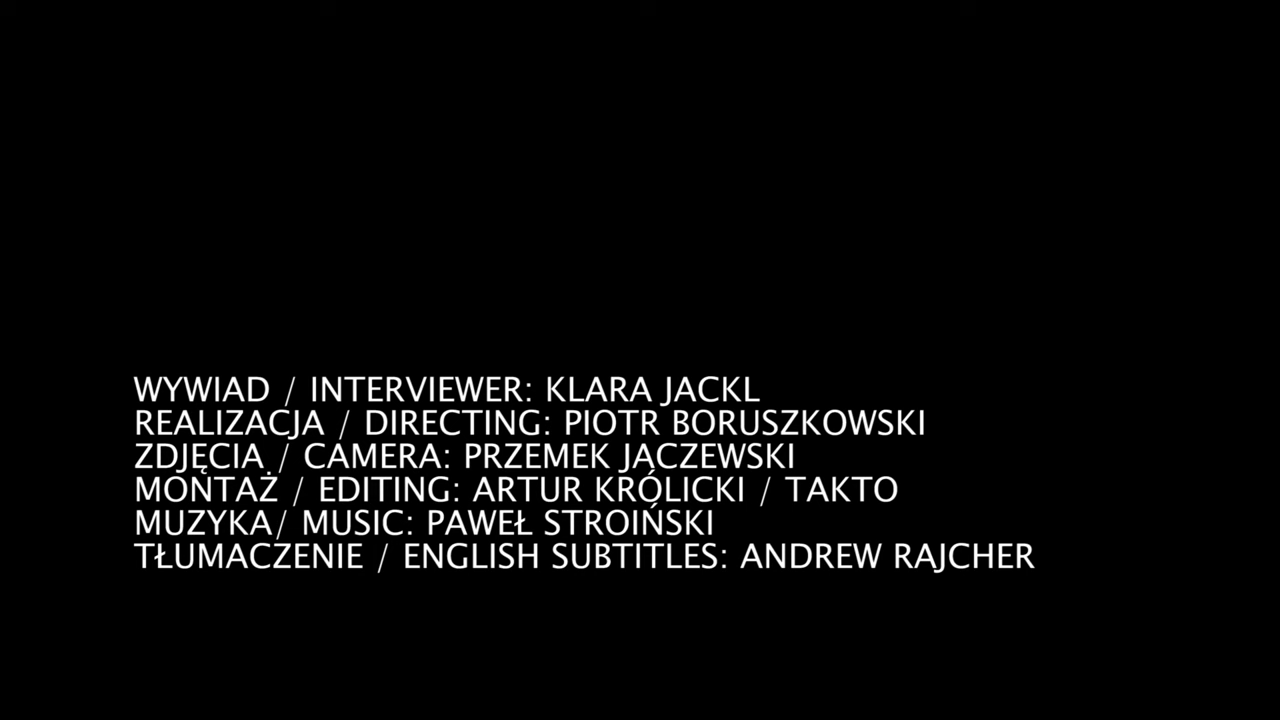 WYWIAD / INTERVIEWER: KLARA JACKL
REALIZACJA / DIRECTING: PIOTR BORUSZKOWSKI
ZDJĘCIA / CAMERA: PRZEMEK JACZEWSKI
MONTAŻ / EDITING: ARTUR KRÓLICKI / TAKTO
MUZYKA/ MUSIC: PAWEŁ STROIŃSKI
TŁUMACZENIE / ENGLISH SUBTITLES: ANDREW RAJCHER